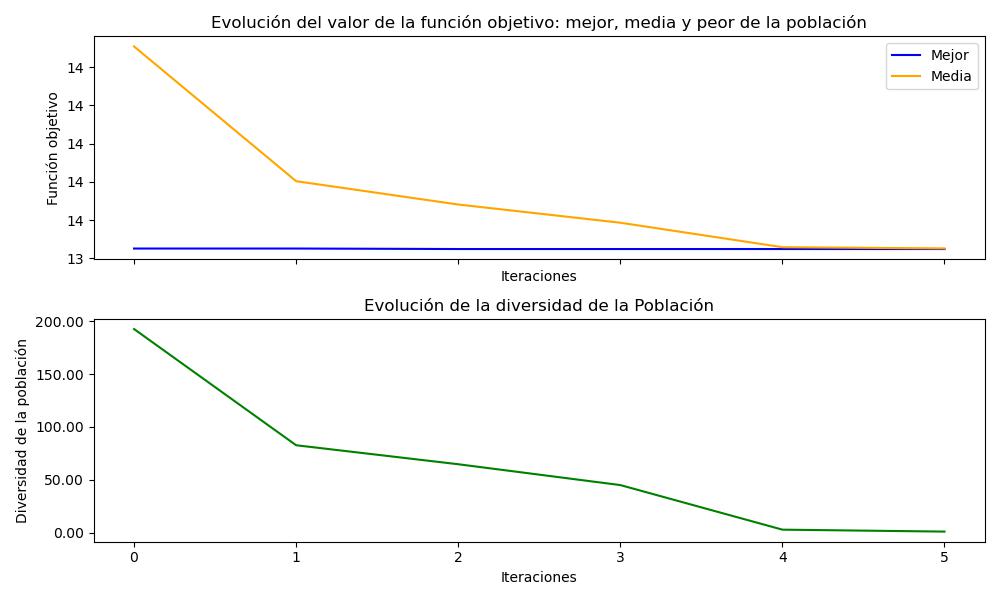 Evolución del valor de la función objetivo: mejor, media y peor de la población
14
14
14
14
14
13
Función objetivo
Mejor
Media
Iteraciones
Evolución de la diversidad de la Población
200.00
150.00
100.00
50.00
0.00
Diversidad de la población
0 1 2 3 4 5
Iteraciones